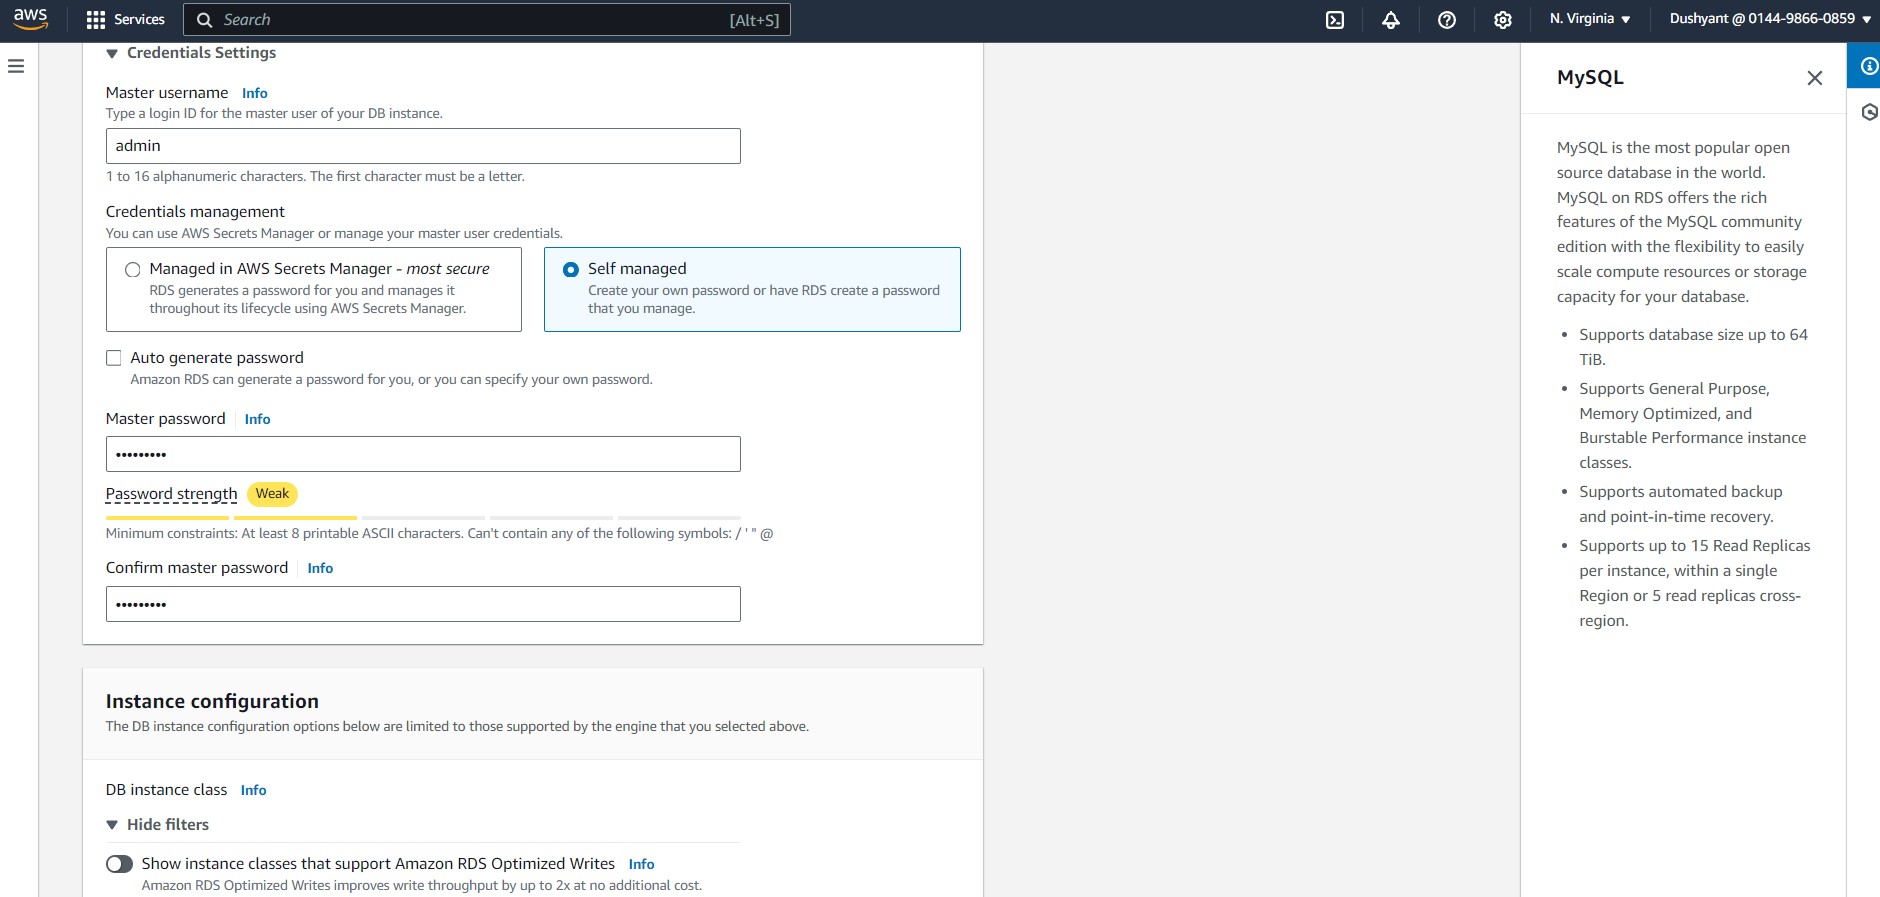 aws
Services
Search
[Alt+S]
N. Virginia
Dushyant @ 0144-9866-0859
Credentials Settings
Master username Info
Type a login ID for the master user of your DB instance.
admin
1 to 16 alphanumeric characters. The first character must be a letter.
Credentials management
You can use AWS Secrets Manager or manage your master user credentials.
Managed in AWS Secrets Manager - most secure
RDS generates a password for you and manages it
throughout its lifecycle using AWS Secrets Manager.
Self managed
Create your own password or have RDS create a password
that you manage.
Auto generate password
Amazon RDS can generate a password for you, or you can specify your own password.
Master password Info
•••••••••
Password strength Weak
Minimum constraints: At least 8 printable ASCII characters. Can't contain any of the following symbols: / ' " @
Confirm master password Info
•••••••••
Instance configuration
The DB instance configuration options below are limited to those supported by the engine that you selected above.
DB instance class Info
Hide filters
Show instance classes that support Amazon RDS Optimized Writes Info
Amazon RDS Optimized Writes improves write throughput by up to 2x at no additional cost.
MySQL
MySQL is the most popular open
source database in the world.
MySQL on RDS offers the rich
features of the MySQL community
edition with the flexibility to easily
scale compute resources or storage
capacity for your database.
• Supports database size up to 64
TiB.
• Supports General Purpose,
Memory Optimized, and
Burstable Performance instance
classes.
• Supports automated backup
and point-in-time recovery.
• Supports up to 15 Read Replicas
per instance, within a single
Region or 5 read replicas cross-
region.